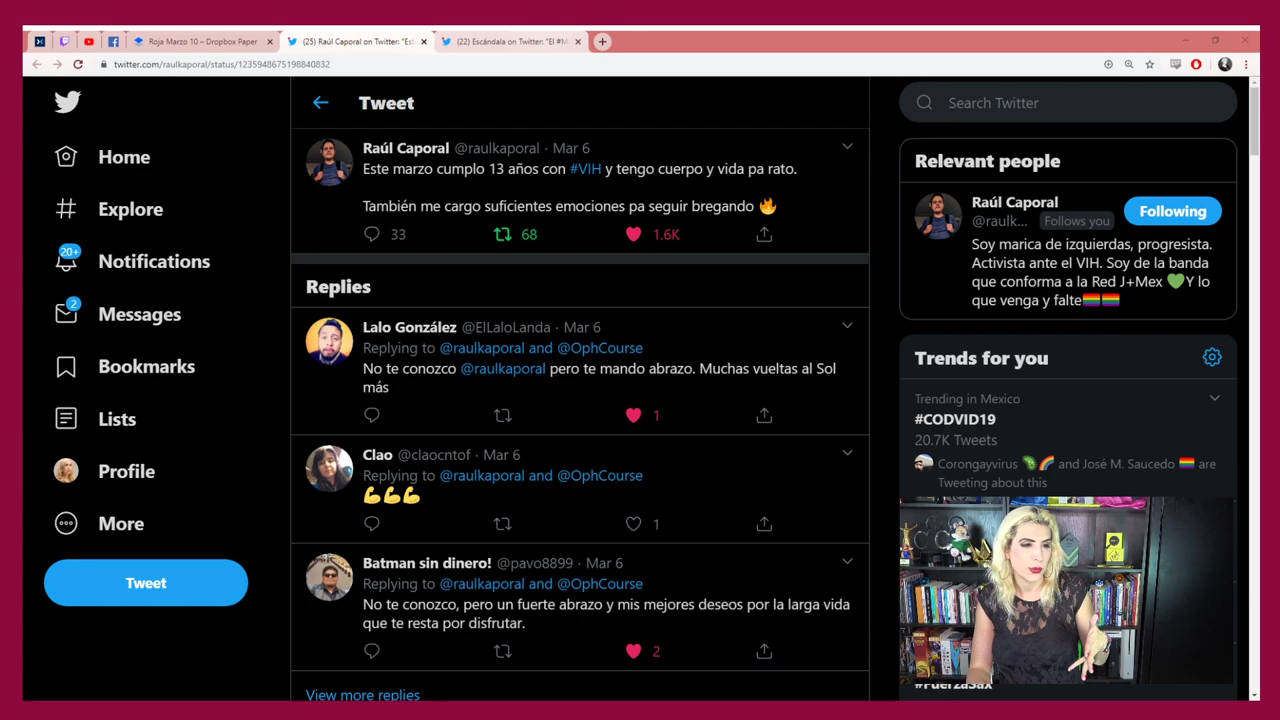 Roja Marzo 10 – Dropbox Paper
(25) Raúl Caporal on Twitter: "Est
(22) Escándala on Twitter: "El #M
twitter.com/raulkaporal/status/1235948675198840832
Home
Explore
20+
Notifications
2
Messages
Bookmarks
Lists
Profile
More
Tweet
Tweet
Raúl Caporal @raulkaporal · Mar 6
Este marzo cumplo 13 años con #VIH y tengo cuerpo y vida pa rato.
También me cargo suficientes emociones pa seguir bregando 🔥
33 68 1.6K
Replies
Lalo González @ElLaloLanda · Mar 6
Replying to @raulkaporal and @OphCourse
No te conozco @raulkaporal pero te mando abrazo. Muchas vueltas al Sol
más
1
Clao @claocntof · Mar 6
Replying to @raulkaporal and @OphCourse
💪💪💪
1
Batman sin dinero! @pavo8899 · Mar 6
Replying to @raulkaporal and @OphCourse
No te conozco, pero un fuerte abrazo y mis mejores deseos por la larga vida
que te resta por disfrutar.
2
View more replies
Search Twitter
Relevant people
Raúl Caporal
@raulk... Follows you
Following
Soy marica de izquierdas, progresista.
Activista ante el VIH. Soy de la banda
que conforma a la Red J+Mex 💚Y lo
que venga y falte🏳️‍🌈🏳️‍🌈
Trends for you
Trending in Mexico
#CODVID19
20.7K Tweets
Corongayvirus 🦠🌈 and José M. Saucedo 🏳️‍🌈 are
Tweeting about this
#FuerzaSax